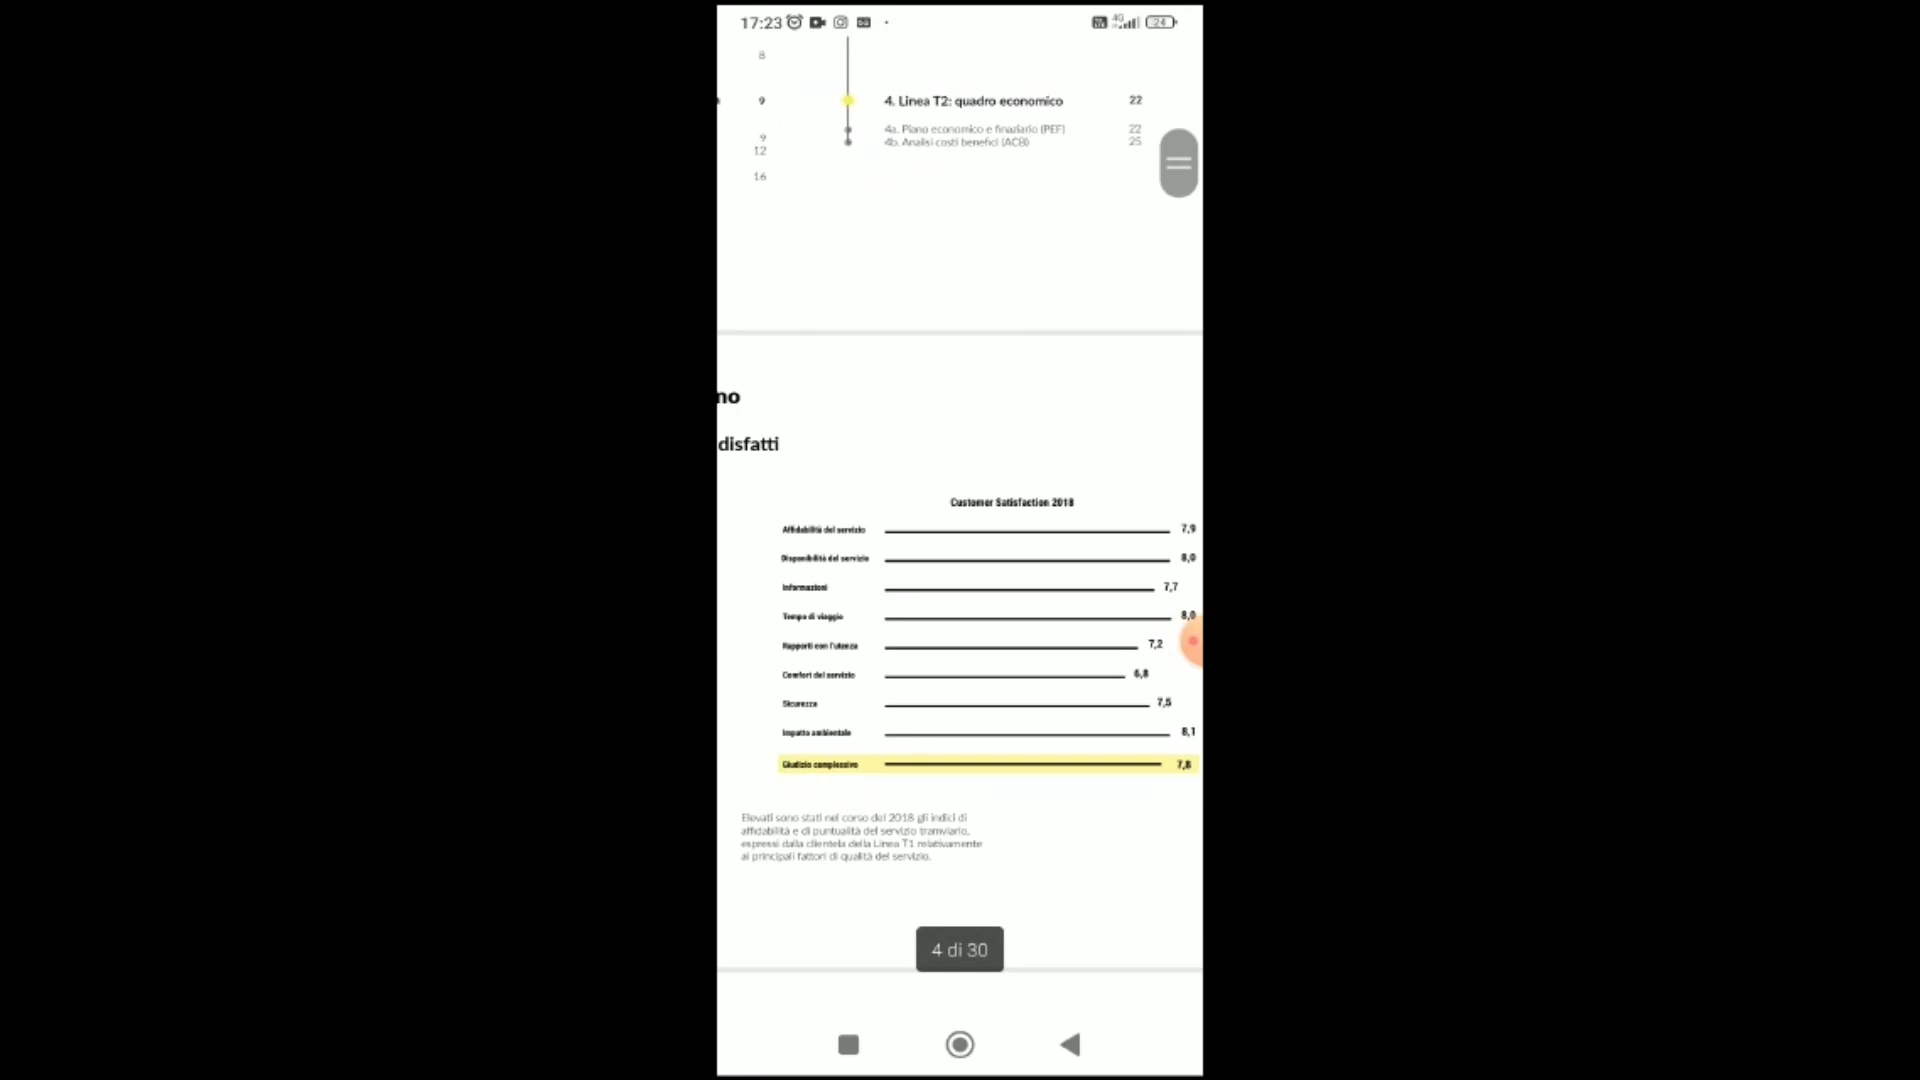 17:23
4G
24
8
9
4. Linea T2: quadro economico 22
9
4a. Piano economico e finaziario (PEF) 22
12
4b. Analisi costi benefici (ACB) 25
16
no
disfatti
Customer Satisfaction 2018
Affidabilità del servizio 7,9
Disponibilità del servizio 8,0
Informazioni 7,7
Tempo di viaggio 8,0
Rapporti con l'utenza 7,2
Comfort del servizio 6,8
Sicurezza 7,5
Impatto ambientale 8,1
Giudizio complessivo 7,8
Elevati sono stati nel corso del 2018 gli indici di
affidabilità e di puntualità del servizio tramviario,
espressi dalla clientela della Linea T1 relativamente
ai principali fattori di qualità del servizio.
4 di 30